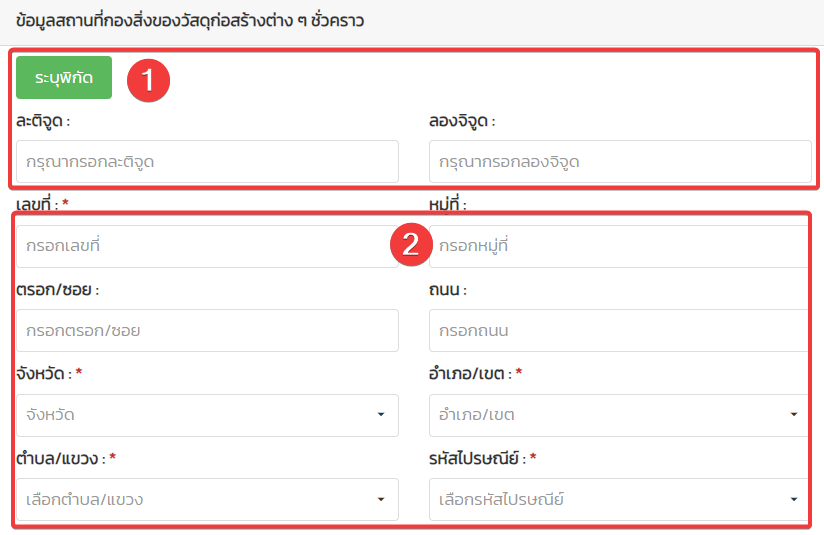 ข้อมูลสถานที่กองสิ่งของวัสดุก่อสร้างต่าง ๆ ชั่วคราว
ระบุพิกัด 1
ละติจูด : ลองจิจูด :
กรุณากรอกละติจูด กรุณากรอกลองจิจูด
เลขที่ : * หมู่ที่ :
กรอกเลขที่ 2 กรอกหมู่ที่
ตรอก/ซอย : ถนน :
กรอกตรอก/ซอย กรอกถนน
จังหวัด : * อำเภอ/เขต : *
จังหวัด อำเภอ/เขต
ตำบล/แขวง : * รหัสไปรษณีย์ : *
เลือกตำบล/แขวง เลือกรหัสไปรษณีย์